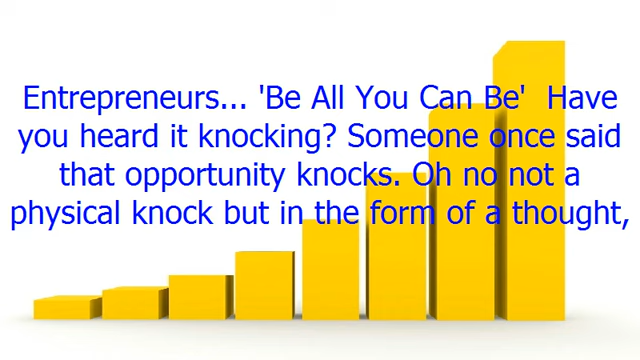 Entrepreneurs... 'Be All You Can Be'  Have
you heard it knocking? Someone once said
that opportunity knocks. Oh no not a
physical knock but in the form of a thought,